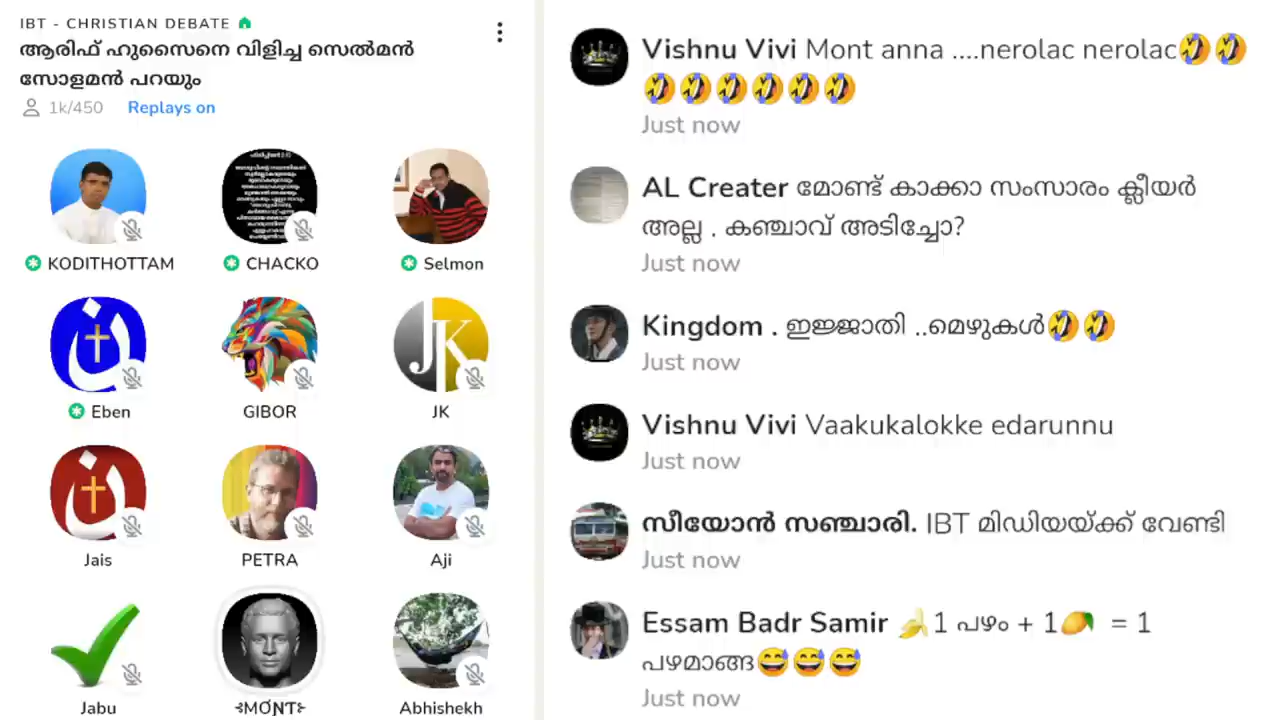 IBT - CHRISTIAN DEBATE
ആരിഫ് ഹുസൈനെ വിളിച്ച സെൽമൻ
സോളമൻ പറയും
1k/450 Replays on
KODITHOTTAM CHACKO Selmon
JK
Eben GIBOR JK
Jais PETRA Aji
Jabu ⊰MƠNT⊱ Abhishekh
Vishnu Vivi Mont anna ....nerolac nerolac🤣🤣
🤣🤣🤣🤣🤣🤣
Just now
AL Creater മോണ്ട് കാക്കാ സംസാരം ക്ലീയർ
അല്ല . കഞ്ചാവ് അടിച്ചോ?
Just now
Kingdom . ഇജ്ജാതി ..മെഴുകൾ🤣🤣
Just now
Vishnu Vivi Vaakukalokke edarunnu
Just now
സീയോൻ സഞ്ചാരി. IBT മിഡിയയ്ക്ക് വേണ്ടി
Just now
Essam Badr Samir 🍌1 പഴം + 1🥭 = 1
പഴമാങ്ങ😅😅😅
Just now